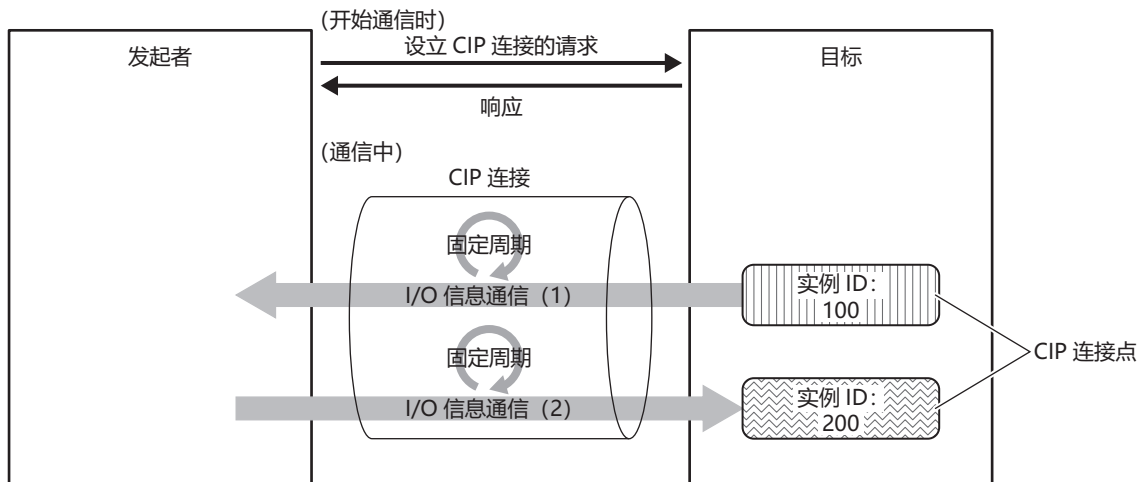 (开始通信时)
发起者
设立 CIP 连接的请求
目标
响应
(通信中)
CIP 连接
固定周期
I/O 信息通信（1）
实例 ID：
100
CIP 连接点
固定周期
I/O 信息通信（2）
实例 ID：
200